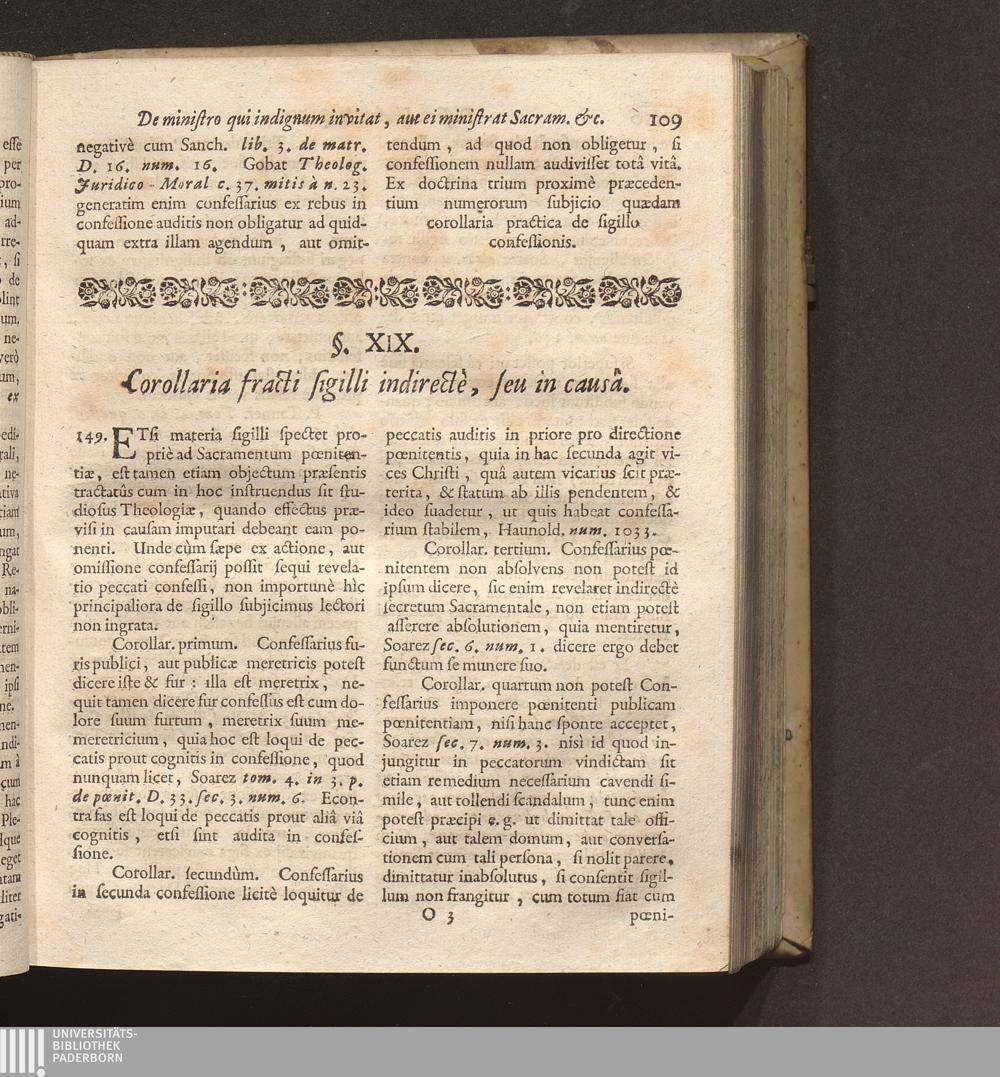 De ministro qui indignum invitat, aut ei ministrat Sacram. &c. 109
negativè cum Sanch. lib. 3. de matr.
D. 16. num. 16. Gobat Theolog.
Juridico-Moral c. 37. mitis à n. 23.
generatim enim confessarius ex rebus in
confessione auditis non obligatur ad quid-
quam extra illam agendum, aut omit-
tendum, ad quod non obligetur, si
confessionem nullam audivisset totâ vitâ.
Ex doctrina trium proximè præceden-
tium numerorum subjicio quædam
corollaria practica de sigillo
confessionis.
§. XIX.
Corollaria fracti sigilli indirectè, seu in causâ.
149. ETsi materia sigilli spectet pro-
priè ad Sacramentum pœniten-
tiæ, est tamen etiam objectum præsentis
tractatûs cum in hoc instruendus sit stu-
diosus Theologiæ, quando effectus præ-
visi in causam imputari debeant eam po-
nenti. Unde cùm sæpe ex actione, aut
omissione confessarij possit sequi revela-
tio peccati confessi, non importunè hìc
principaliora de sigillo subjicimus lectori
non ingrata.
Corollar. primum. Confessarius fu-
ris publici, aut publicæ meretricis potest
dicere iste & fur: illa est meretrix, ne-
quit tamen dicere fur confessus est cum do-
lore suum furtum, meretrix suum me-
meretricium, quia hoc est loqui de pec-
catis prout cognitis in confessione, quod
nunquam licet, Soarez tom. 4. in 3. p.
de pœnit. D. 33. sec. 3. num. 6. Econ-
tra fas est loqui de peccatis prout aliâ viâ
cognitis, etsi sint audita in confes-
sione.
Corollar. secundùm. Confessarius
in secunda confessione licitè loquitur de
peccatis auditis in priore pro directione
pœnitentis, quia in hac secunda agit vi-
ces Christi, quâ autem vicarius scit præ-
terita, & statum ab illis pendentem, &
ideo suadetur, ut quis habeat confessa-
rium stabilem, Haunold. num. 1033.
Corollar. tertium. Confessarius pœ-
nitentem non absolvens non potest id
ipsum dicere, sic enim revelaret indirectè
secretum Sacramentale, non etiam potest
asserere absolutionem, quia mentiretur,
Soarez sec. 6. num. 1. dicere ergo debet
functum se munere suo.
Corollar. quartum non potest Con-
fessarius imponere pœnitenti publicam
pœnitentiam, nisi hanc sponte acceptet,
Soarez sec. 7. num. 3. nisì id quod in-
jungitur in peccatorum vindictam sit
etiam remedium necessarium cavendi si-
mile, aut tollendi scandalum, tunc enim
potest præcipi e. g. ut dimittat tale offi-
cium, aut talem domum, aut conversa-
tionem cum tali persona, si nolit parere,
dimittatur inabsolutus, si consentit sigil-
lum non frangitur, cum totum fiat cum
O 3 pœni-
UNIVERSITÄTS-
BIBLIOTHEK
PADERBORN